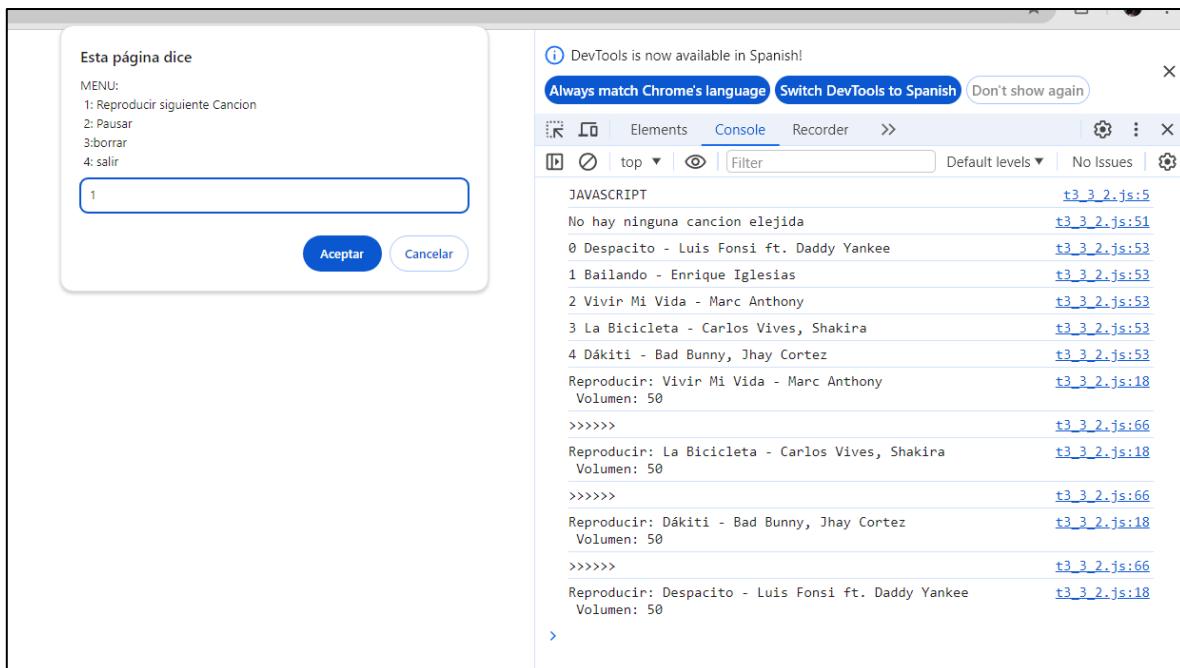 Esta página dice
MENU:
1: Reproducir siguiente Cancion
2: Pausar
3:borrar
4: salir
1
Aceptar
Cancelar
DevTools is now available in Spanish!
Always match Chrome's language
Switch DevTools to Spanish
Don't show again
Elements
Console
Recorder
top
Filter
Default levels
No Issues
JAVASCRIPT t3_3_2.js:5
No hay ninguna cancion elejida t3_3_2.js:51
0 Despacito - Luis Fonsi ft. Daddy Yankee t3_3_2.js:53
1 Bailando - Enrique Iglesias t3_3_2.js:53
2 Vivir Mi Vida - Marc Anthony t3_3_2.js:53
3 La Bicicleta - Carlos Vives, Shakira t3_3_2.js:53
4 Dákiti - Bad Bunny, Jhay Cortez t3_3_2.js:53
Reproducir: Vivir Mi Vida - Marc Anthony t3_3_2.js:18
Volumen: 50
>>>>>> t3_3_2.js:66
Reproducir: La Bicicleta - Carlos Vives, Shakira t3_3_2.js:18
Volumen: 50
>>>>>> t3_3_2.js:66
Reproducir: Dákiti - Bad Bunny, Jhay Cortez t3_3_2.js:18
Volumen: 50
>>>>>> t3_3_2.js:66
Reproducir: Despacito - Luis Fonsi ft. Daddy Yankee t3_3_2.js:18
Volumen: 50